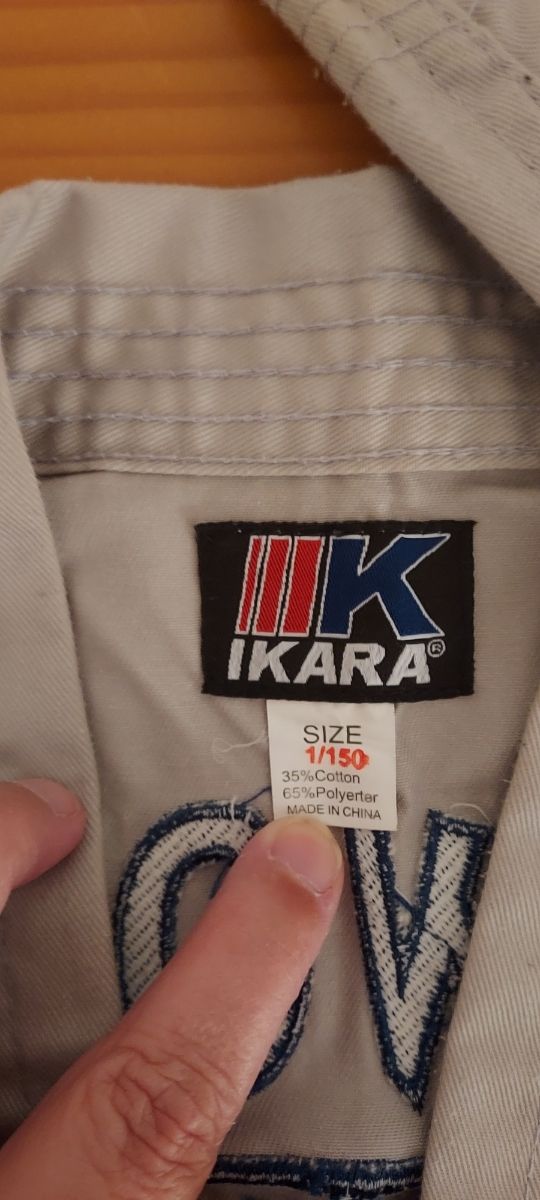 K
IKARA®
SIZE
1/150
35%Cotton
65%Polyerter
MADE IN CHINA